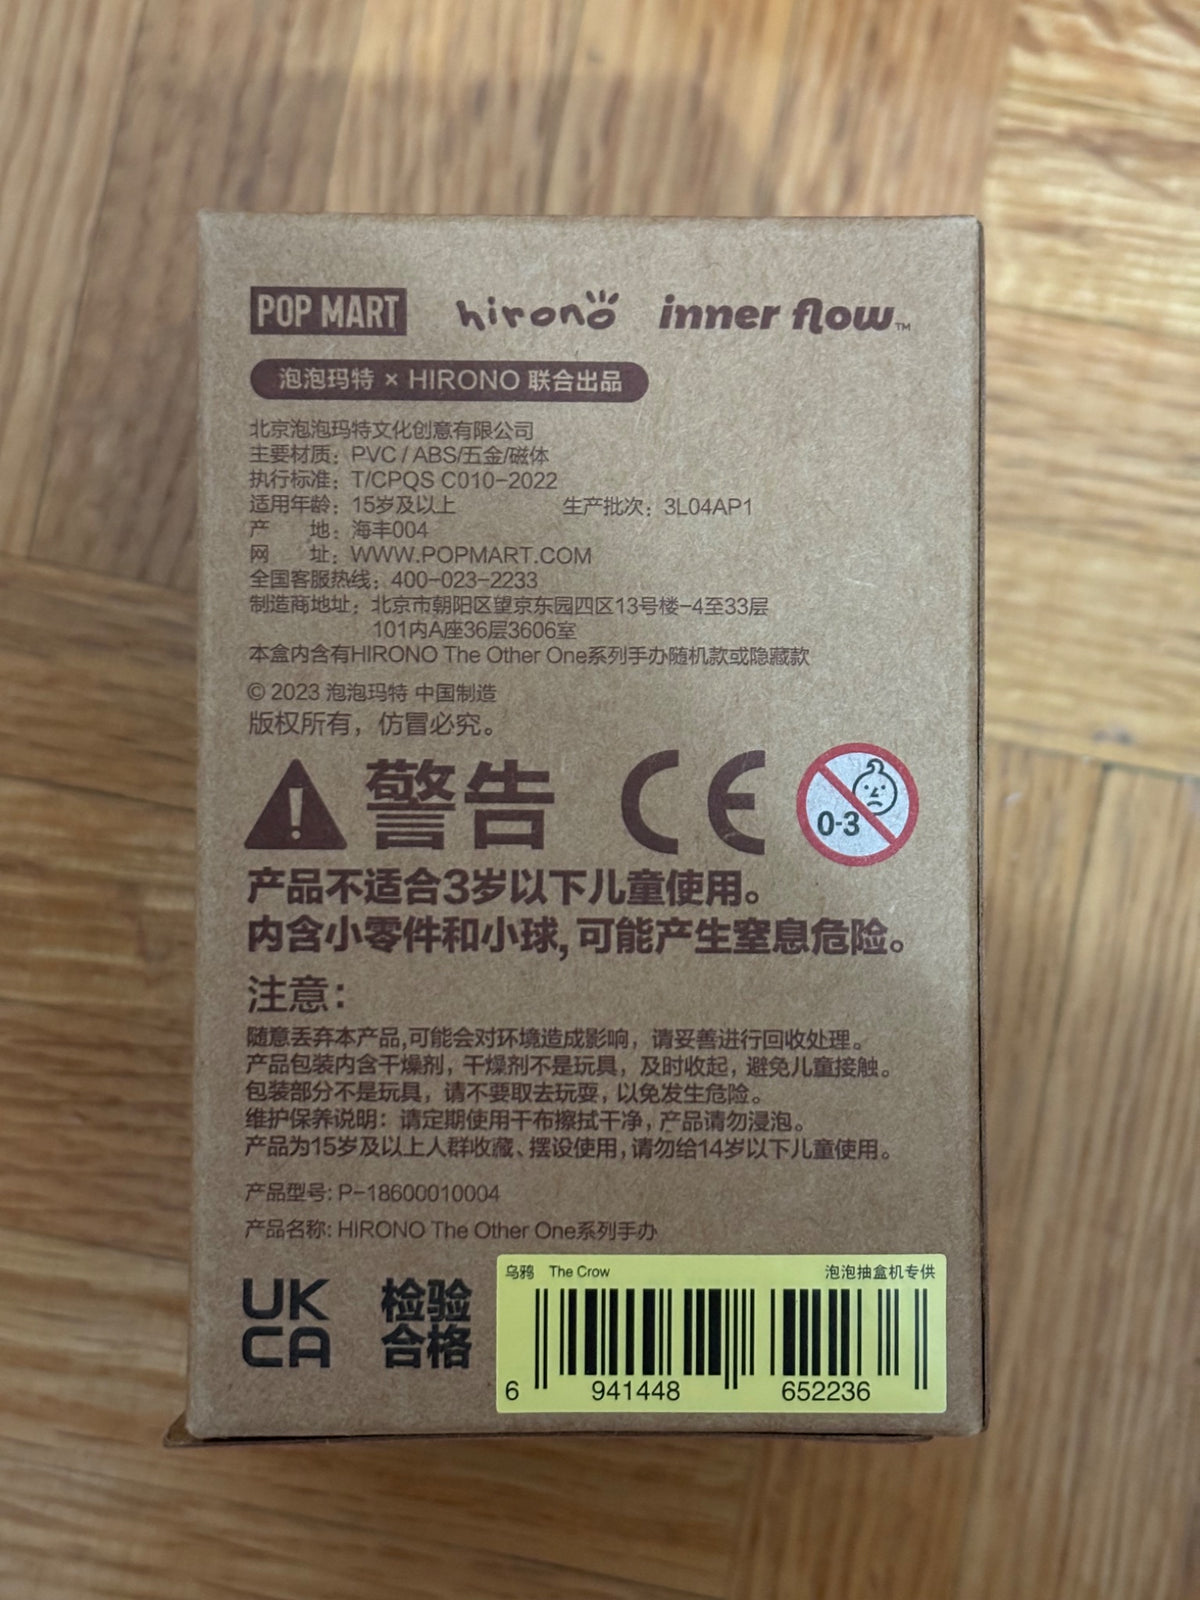 POP MART hirono inner flow™
泡泡玛特 × HIRONO 联合出品
北京泡泡玛特文化创意有限公司
主要材质：PVC / ABS/五金/磁体
执行标准：T/CPQS C010-2022
适用年龄：15岁及以上 生产批次：3L04AP1
产 地：海丰004
网 址：WWW.POPMART.COM
全国客服热线：400-023-2233
制造商地址：北京市朝阳区望京东园四区13号楼-4至33层
101内A座36层3606室
本盒内含有HIRONO The Other One系列手办随机款或隐藏款
© 2023 泡泡玛特 中国制造
版权所有，仿冒必究。
警告 CE 0-3
产品不适合3岁以下儿童使用。
内含小零件和小球，可能产生窒息危险。
注意：
随意丢弃本产品,可能会对环境造成影响，请妥善进行回收处理。
产品包装内含干燥剂，干燥剂不是玩具，及时收起，避免儿童接触。
包装部分不是玩具，请不要取去玩耍，以免发生危险。
维护保养说明：请定期使用干布擦拭干净，产品请勿浸泡。
产品为15岁及以上人群收藏、摆设使用，请勿给14岁以下儿童使用。
产品型号: P-18600010004
产品名称: HIRONO The Other One系列手办
UK
CA
检验
合格
乌鸦 The Crow 泡泡抽盒机专供
6 941448 652236